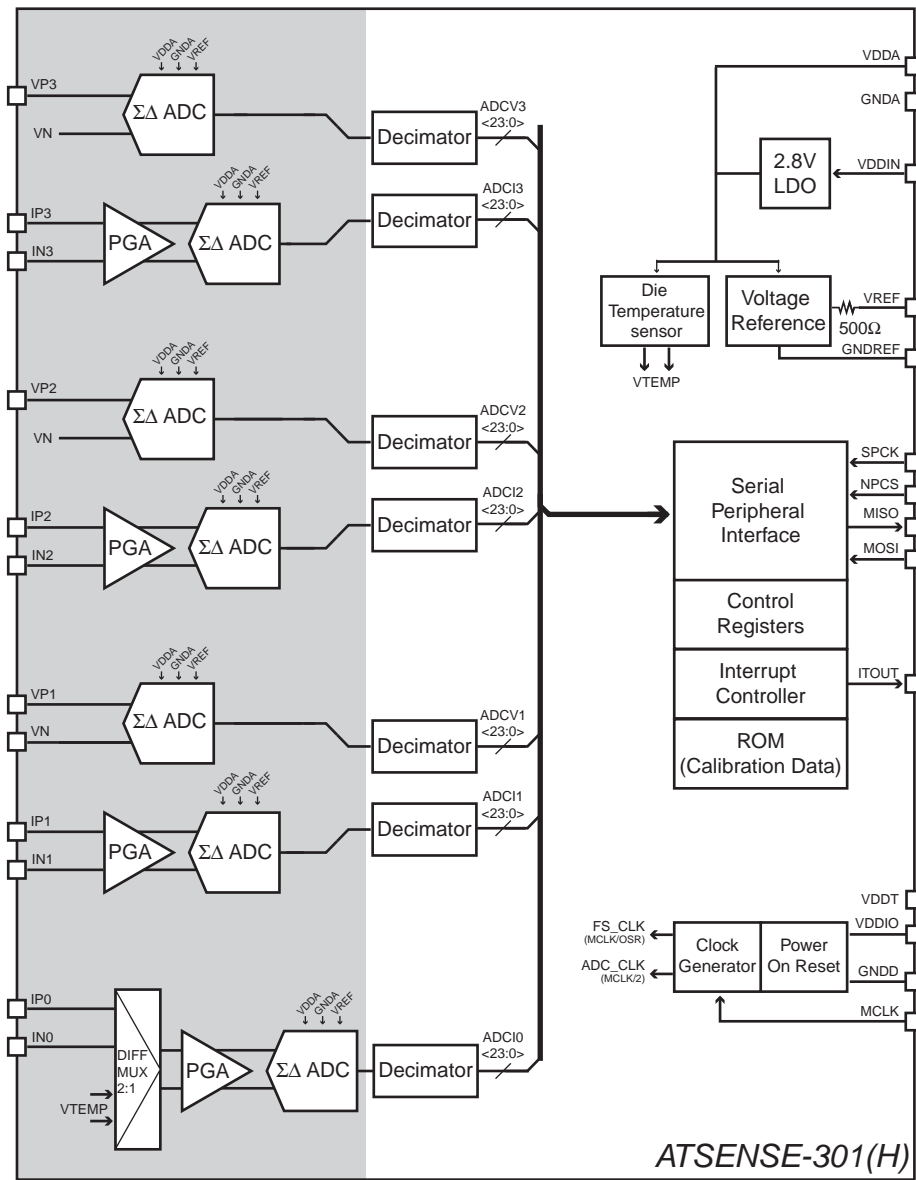 VDDA
GNDA
VREF
VP3
VN
ΣΔ ADC
Decimator
ADCV3
<23:0>
VDDA
GNDA
VREF
IP3
IN3
PGA
ΣΔ ADC
Decimator
ADCI3
<23:0>
VDDA
GNDA
VREF
VP2
VN
ΣΔ ADC
Decimator
ADCV2
<23:0>
VDDA
GNDA
VREF
IP2
IN2
PGA
ΣΔ ADC
Decimator
ADCI2
<23:0>
VDDA
GNDA
VREF
VP1
VN
ΣΔ ADC
Decimator
ADCV1
<23:0>
VDDA
GNDA
VREF
IP1
IN1
PGA
ΣΔ ADC
Decimator
ADCI1
<23:0>
VDDA
GNDA
VREF
IP0
IN0
DIFF
MUX
2:1
VTEMP
PGA
ΣΔ ADC
Decimator
ADCI0
<23:0>
VDDA
GNDA
2.8V
LDO
VDDIN
Die
Temperature
sensor
VTEMP
Voltage
Reference
VREF
500Ω
GNDREF
Serial
Peripheral
Interface
SPCK
NPCS
MISO
MOSI
Control
Registers
Interrupt
Controller
ITOUT
ROM
(Calibration Data)
VDDT
VDDIO
FS_CLK
(MCLK/OSR)
ADC_CLK
(MCLK/2)
Clock
Generator
Power
On Reset
GNDD
MCLK
ATSENSE-301(H)